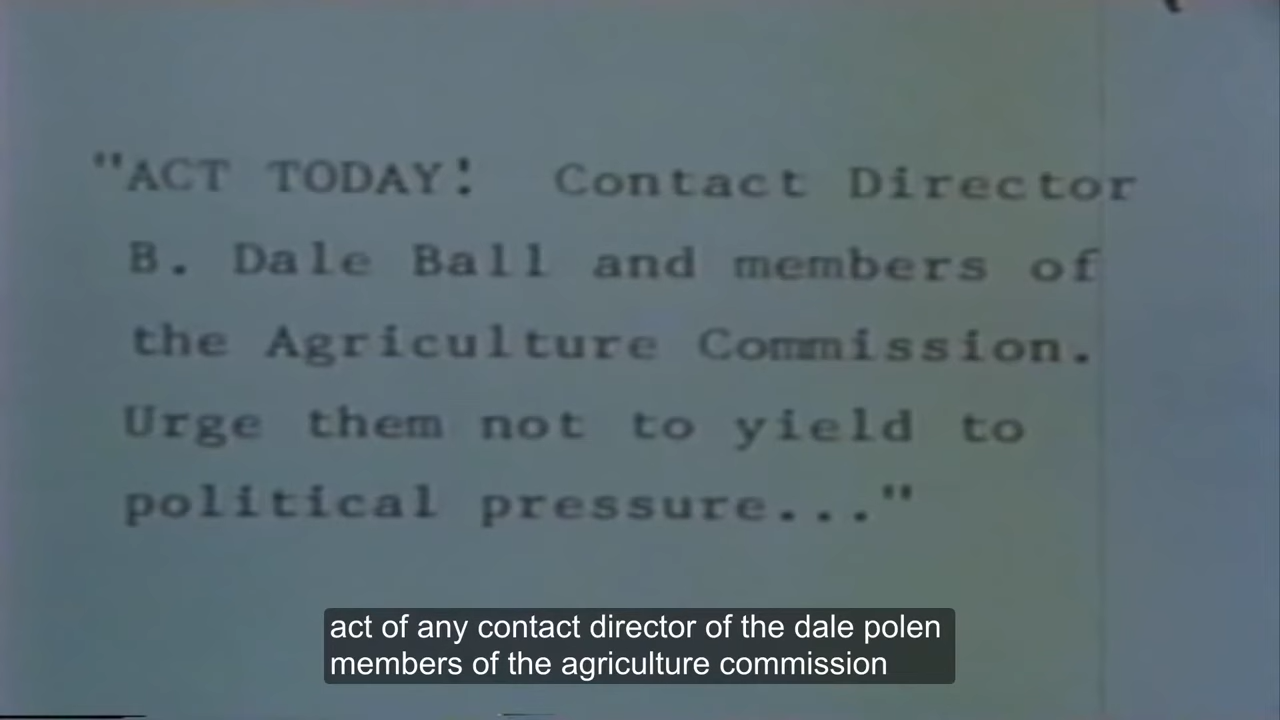 "ACT TODAY: Contact Director
B. Dale Ball and members of
the Agriculture Commission.
Urge them not to yield to
political pressure..."
act of any contact director of the dale polen
members of the agriculture commission